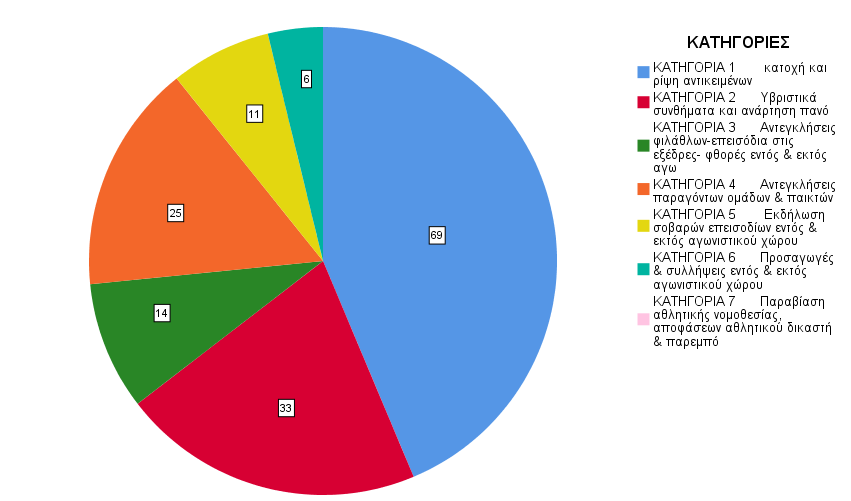 ΚΑΤΗΓΟΡΙΕΣ
ΚΑΤΗΓΟΡΙΑ 1 κατοχή και
ρίψη αντικειμένων
ΚΑΤΗΓΟΡΙΑ 2 Υβριστικά
συνθήματα και ανάρτηση πανό
ΚΑΤΗΓΟΡΙΑ 3 Αντεγκλήσεις
φιλάθλων-επεισόδια στις
εξέδρες- φθορές εντός & εκτός
αγω
ΚΑΤΗΓΟΡΙΑ 4 Αντεγκλήσεις
παραγόντων ομάδων & παικτών
ΚΑΤΗΓΟΡΙΑ 5 Εκδήλωση
σοβαρών επεισοδίων εντός &
εκτός αγωνιστικού χώρου
ΚΑΤΗΓΟΡΙΑ 6 Προσαγωγές
& συλλήψεις εντός & εκτός
αγωνιστικού χώρου
ΚΑΤΗΓΟΡΙΑ 7 Παραβίαση
αθλητικής νομοθεσίας,
αποφάσεων αθλητικού δικαστή
& παρεμπό
6
11
25
69
14
33